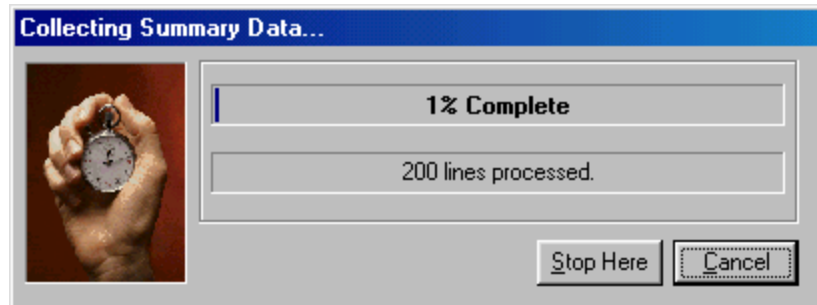 Collecting Summary Data...
1% Complete
200 lines processed.
Stop Here Cancel